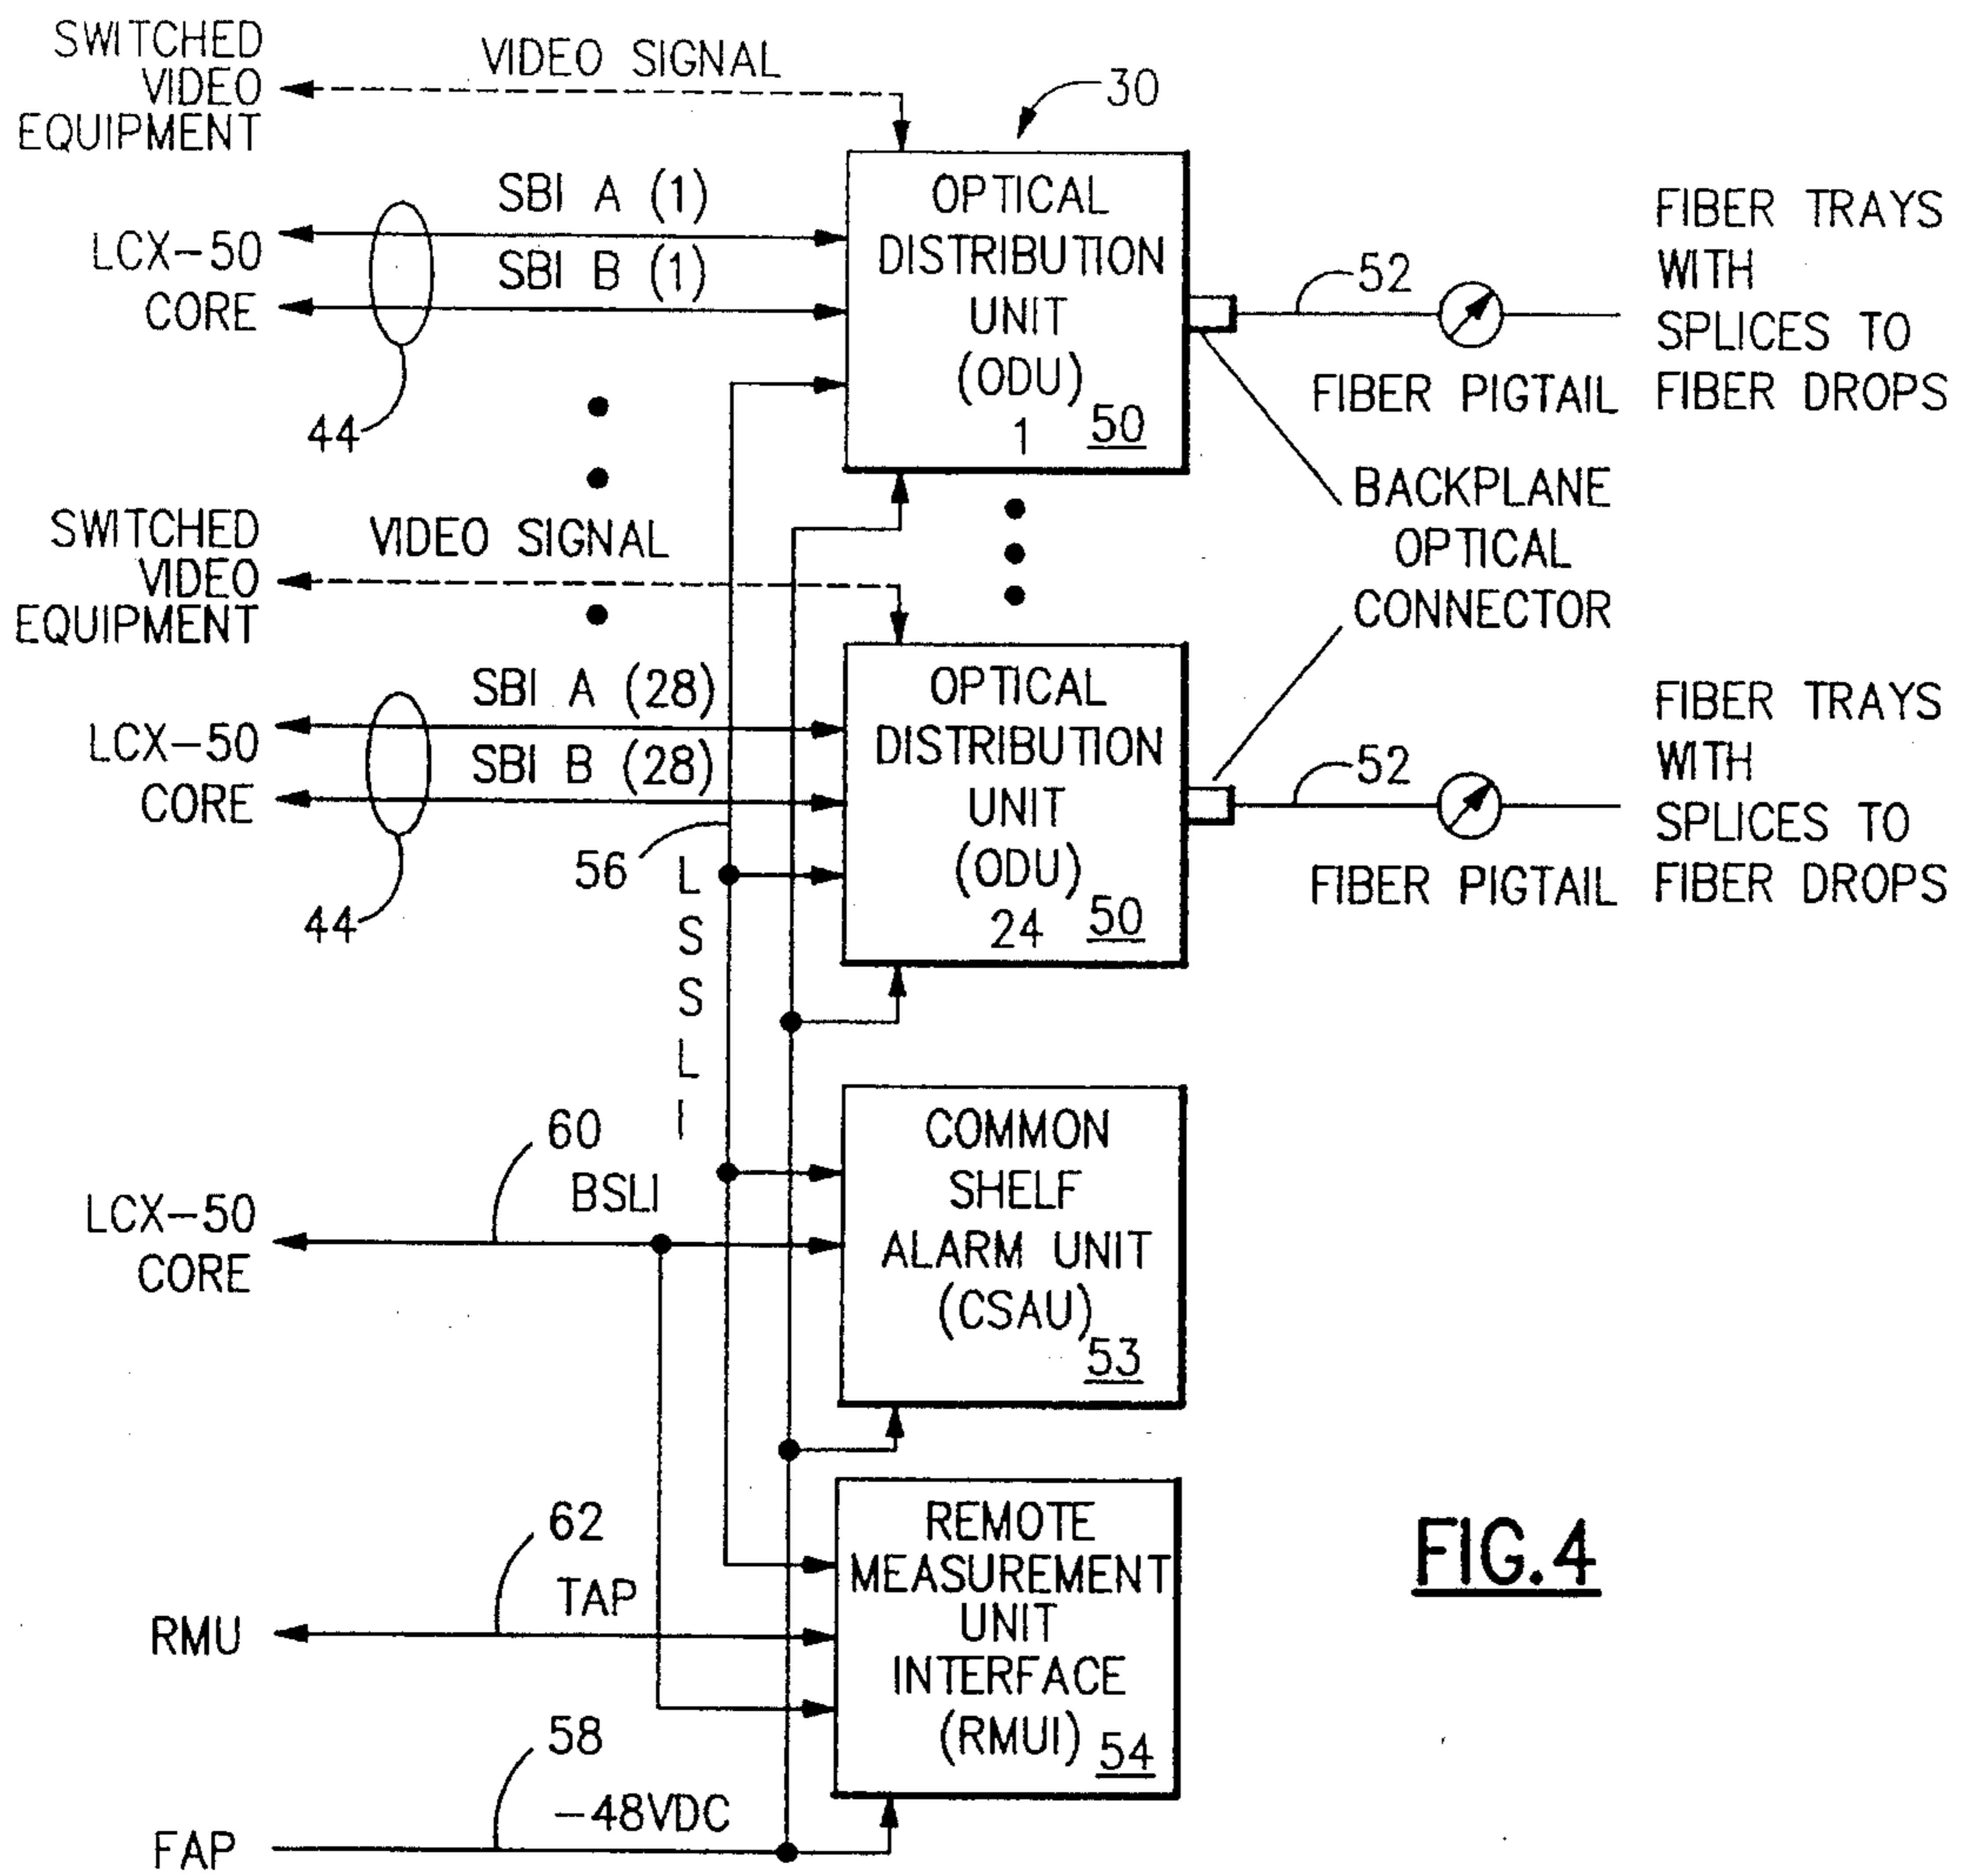 SWITCHED
VIDEO
EQUIPMENT
VIDEO SIGNAL
30
SBI A (1)
LCX-50
CORE
SBI B (1)
44
OPTICAL
DISTRIBUTION
UNIT
(ODU)
1
50
52
FIBER PIGTAIL
FIBER TRAYS
WITH
SPLICES TO
FIBER DROPS
BACKPLANE
OPTICAL
CONNECTOR
SWITCHED
VIDEO
EQUIPMENT
VIDEO SIGNAL
SBI A (28)
LCX-50
CORE
SBI B (28)
44
OPTICAL
DISTRIBUTION
UNIT
(ODU)
24
50
52
FIBER PIGTAIL
FIBER TRAYS
WITH
SPLICES TO
FIBER DROPS
56
L
S
S
L
I
60
BSLI
LCX-50
CORE
COMMON
SHELF
ALARM UNIT
(CSAU)
53
62
TAP
RMU
REMOTE
MEASUREMENT
UNIT
INTERFACE
(RMUI)
54
58
-48VDC
FAP
FIG.4